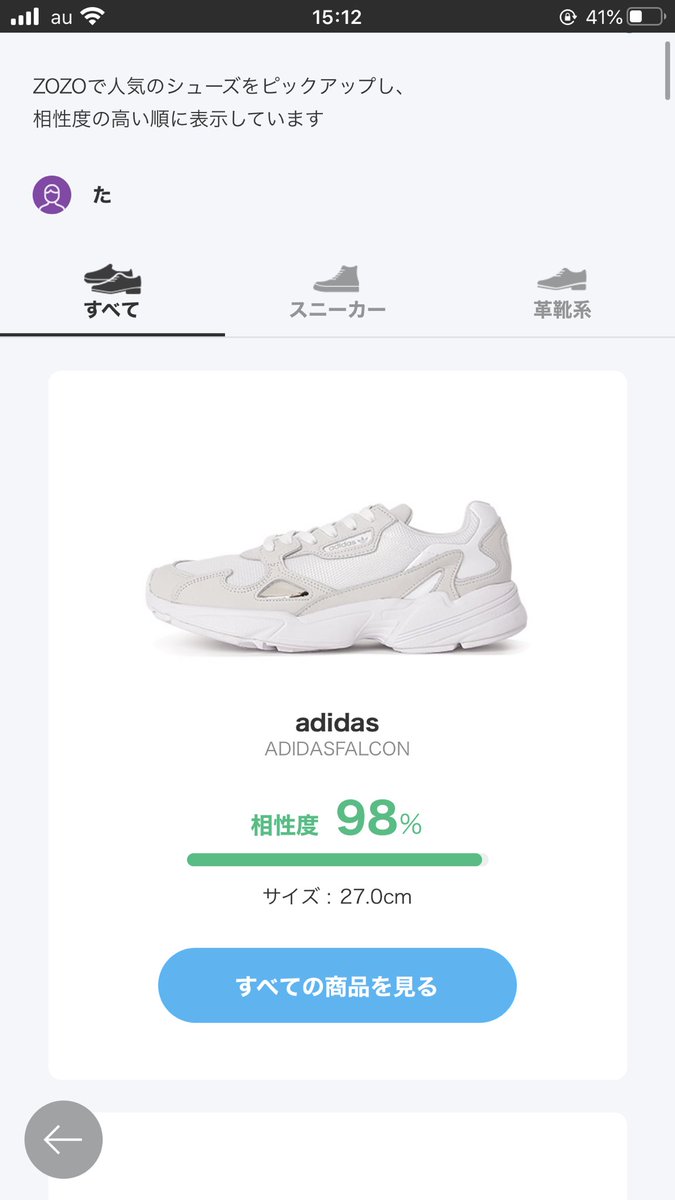 au 15:12 41%
ZOZOで人気のシューズをピックアップし、
相性度の高い順に表示しています
た
すべて スニーカー 革靴系
adidas
adidas
ADIDASFALCON
相性度 98%
サイズ : 27.0cm
すべての商品を見る